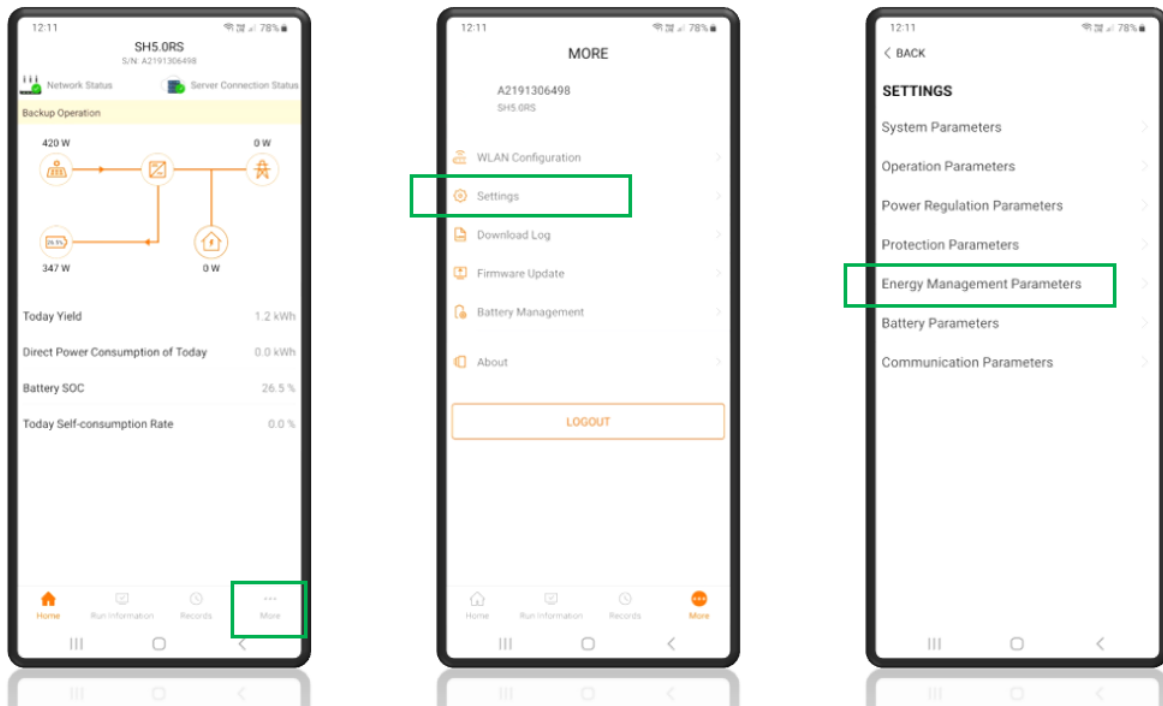 12:11
78%
SH5.0RS
S/N: A2191306498
Network Status
Server Connection Status
Backup Operation
420 W
0 W
26.5%
347 W
0 W
Today Yield 1.2 kWh
Direct Power Consumption of Today 0.0 kWh
Battery SOC 26.5 %
Today Self-consumption Rate 0.0 %
Home Run Information Records More
12:11
78%
MORE
A2191306498
SH5.0RS
WLAN Configuration
Settings
Download Log
Firmware Update
Battery Management
About
LOGOUT
Home Run Information Records More
12:11
78%
< BACK
SETTINGS
System Parameters
Operation Parameters
Power Regulation Parameters
Protection Parameters
Energy Management Parameters
Battery Parameters
Communication Parameters